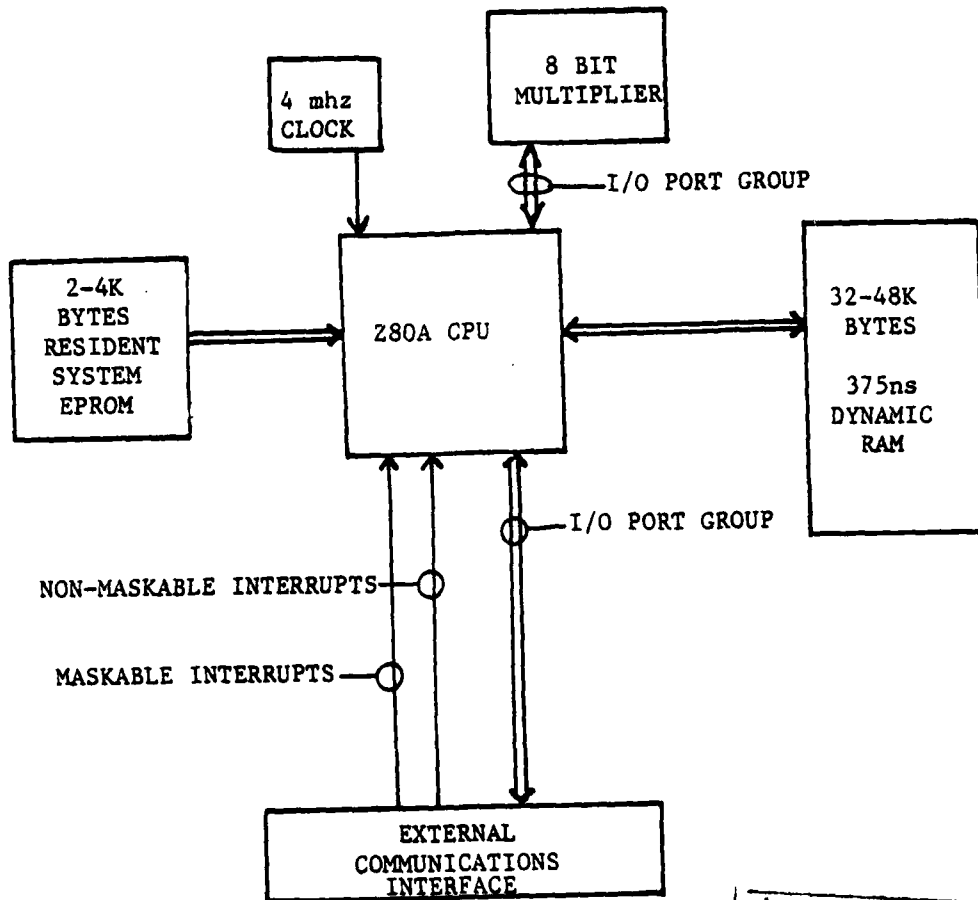 8 BIT
MULTIPLIER
4 mhz
CLOCK
I/O PORT GROUP
2-4K
BYTES
RESIDENT
SYSTEM
EPROM
Z80A CPU
32-48K
BYTES
375ns
DYNAMIC
RAM
I/O PORT GROUP
NON-MASKABLE INTERRUPTS
MASKABLE INTERRUPTS
EXTERNAL
COMMUNICATIONS
INTERFACE